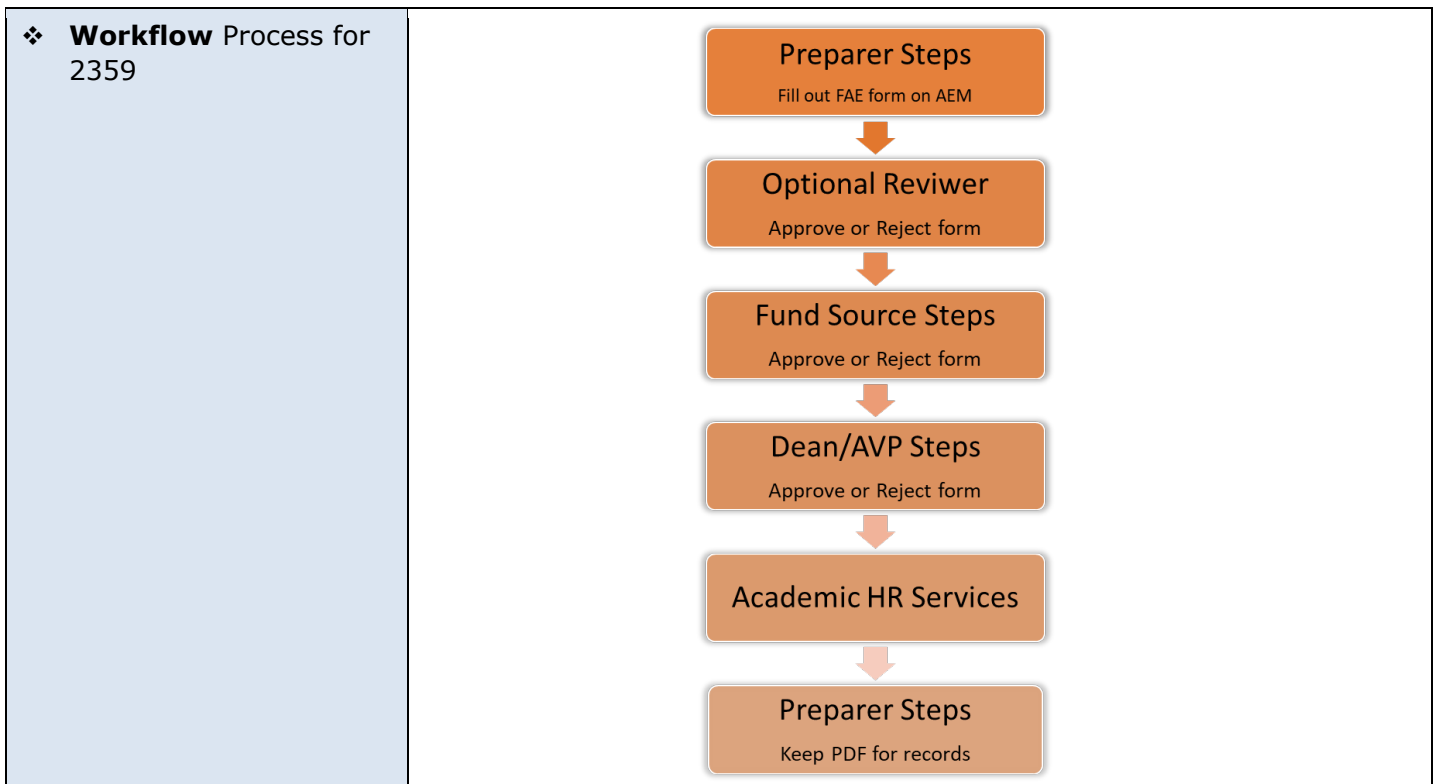 ❖ Workflow Process for
2359
Preparer Steps
Fill out FAE form on AEM
Optional Reviwer
Approve or Reject form
Fund Source Steps
Approve or Reject form
Dean/AVP Steps
Approve or Reject form
Academic HR Services
Preparer Steps
Keep PDF for records